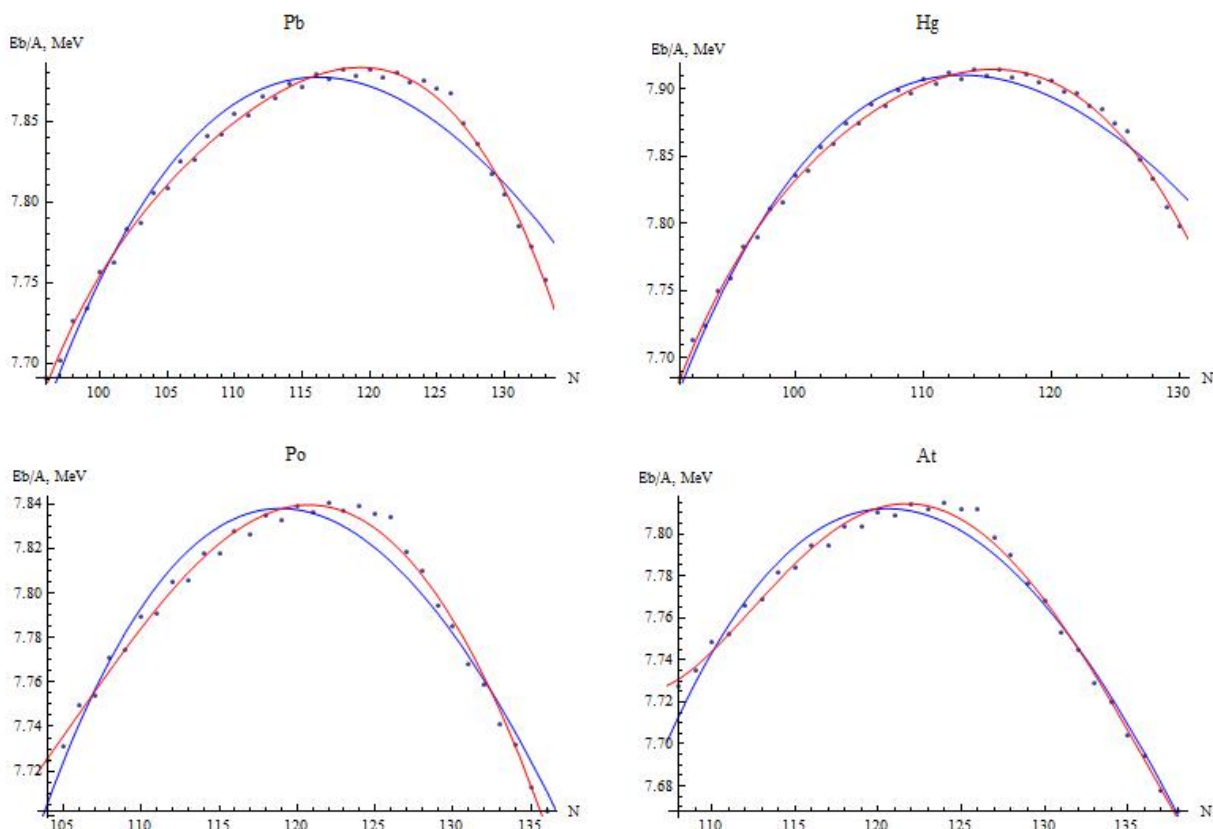 Pb
Eb/A, MeV
7.85
7.80
7.75
7.70
100 105 110 115 120 125 130 N
Hg
Eb/A, MeV
7.90
7.85
7.80
7.75
7.70
100 110 120 130 N
Po
Eb/A, MeV
7.84
7.82
7.80
7.78
7.76
7.74
7.72
105 110 115 120 125 130 135 N
At
Eb/A, MeV
7.80
7.78
7.76
7.74
7.72
7.70
7.68
110 115 120 125 130 135 N